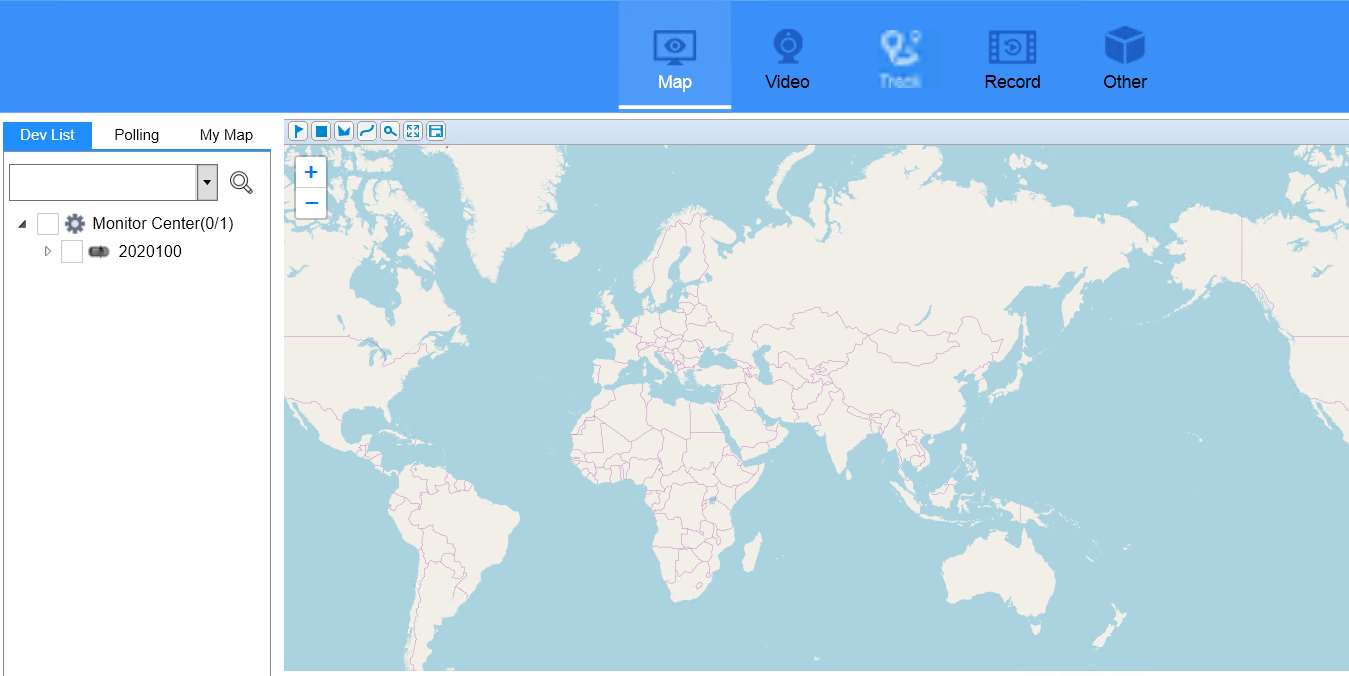 Map
Video
Record
Other
Dev List
Polling
My Map
Monitor Center(0/1)
2020100